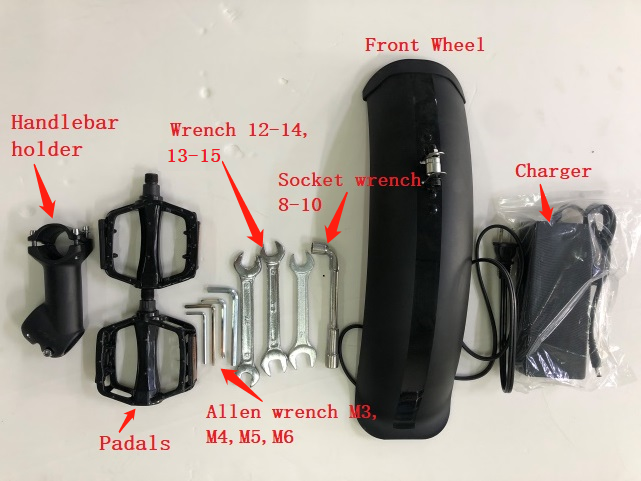 Front Wheel
Handlebar
holder
Wrench 12-14,
13-15
Socket wrench
8-10
Charger
Allen wrench M3,
M4,M5,M6
Padals